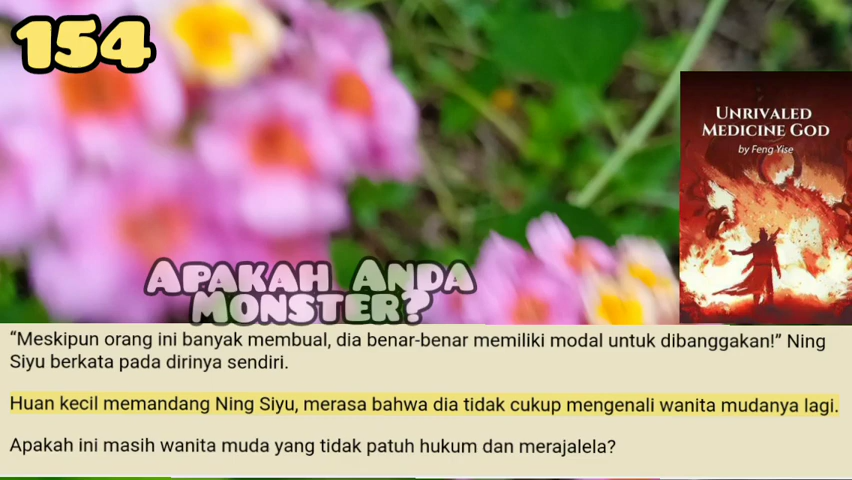 154
UNRIVALED
MEDICINE GOD
by Feng Yise
APAKAH ANDA
MONSTER?
“Meskipun orang ini banyak membual, dia benar-benar memiliki modal untuk dibanggakan!” Ning
Siyu berkata pada dirinya sendiri.
Huan kecil memandang Ning Siyu, merasa bahwa dia tidak cukup mengenali wanita mudanya lagi.
Apakah ini masih wanita muda yang tidak patuh hukum dan merajalela?